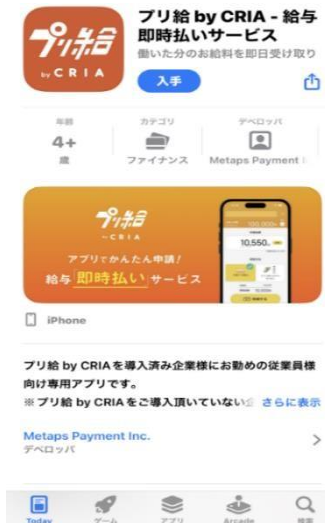 プリ給
by CRIA
プリ給 by CRIA - 給与
即時払いサービス
働いた分のお給料を即日受け取り
入手
年齢
カテゴリ
デベロッパ
4+
歳
ファイナンス
Metaps Payment I
プリ給
by CRIA
アプリでかんたん申請!
給与 即時払い サービス
10,550
iPhone
プリ給 by CRIAを導入済み企業様にお勤めの従業員様
向け専用アプリです。
※プリ給 by CRIAをご導入頂いていない さらに表示
Metaps Payment Inc.
デベロッパ
Today
ゲーム
アプリ
Arcade
検索